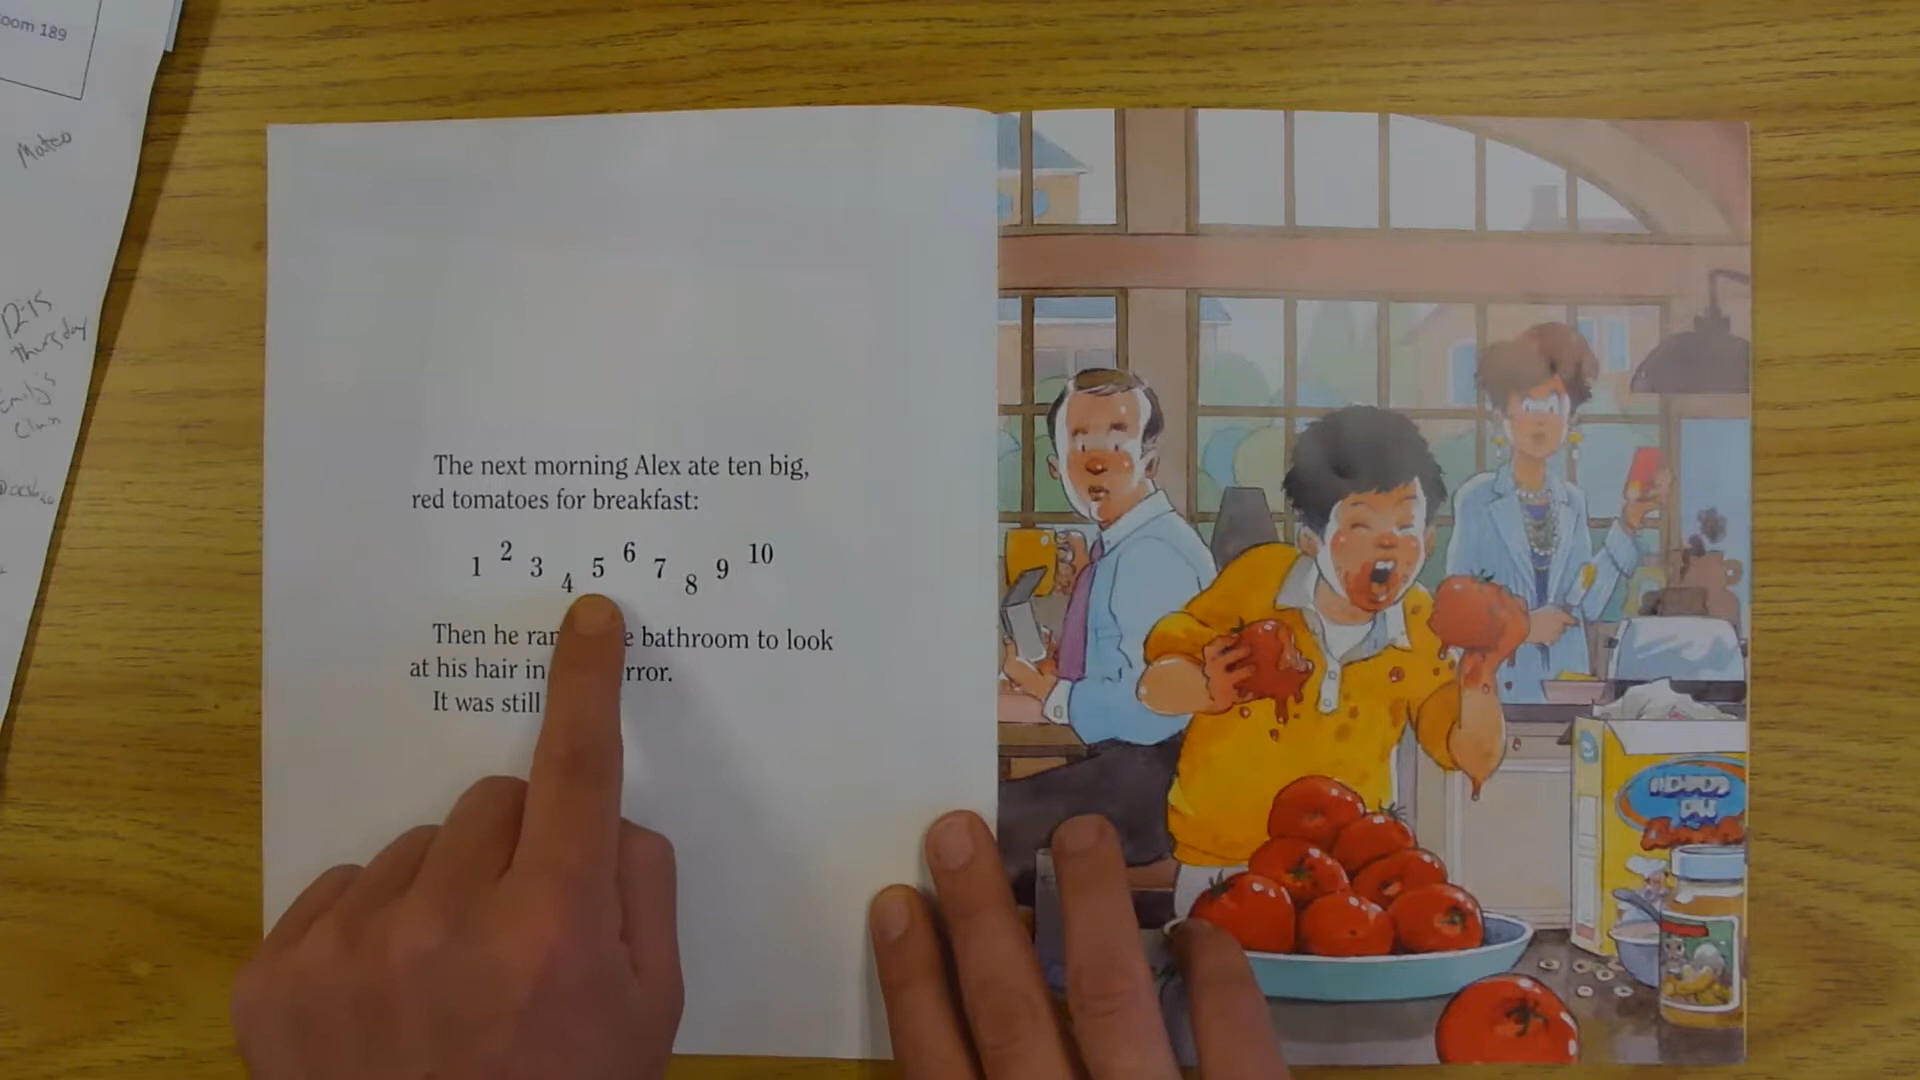 oom 189
Mateo
12:15
Thursday
Emily's
Class
The next morning Alex ate ten big,
red tomatoes for breakfast:
1 2 3 4 5 6 7 8 9 10
Then he ran bathroom to look
at his hair in
It was still